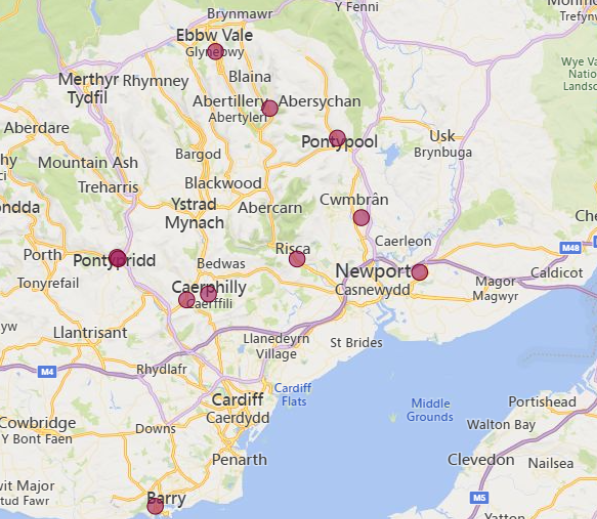 Brynmawr
Y Fenni
Ebbw Vale
Glynebwy
Merthyr
Tydfil
Rhymney
Blaina
Abertillery
Abertyleri
Abersychan
Aberdare
Pontypool
Usk
Brynbuga
Bargod
Mountain Ash
Treharris
Blackwood
Ystrad
Mynach
Abercarn
Cwmbrân
Caerleon
Risca
Porth
Pontypridd
Bedwas
Newport
Casnewydd
M48
Caldicot
Magor
Magwyr
Tonyrefail
Caerphilly
Caerffili
Llantrisant
Llanedeyrn
Village
St Brides
M4
Rhydlafr
Cardiff
Caerdydd
Cardiff
Flats
Middle
Grounds
Portishead
Walton Bay
Cowbridge
Y Bont Faen
Downs
Penarth
Clevedon
Nailsea
Barry
M5